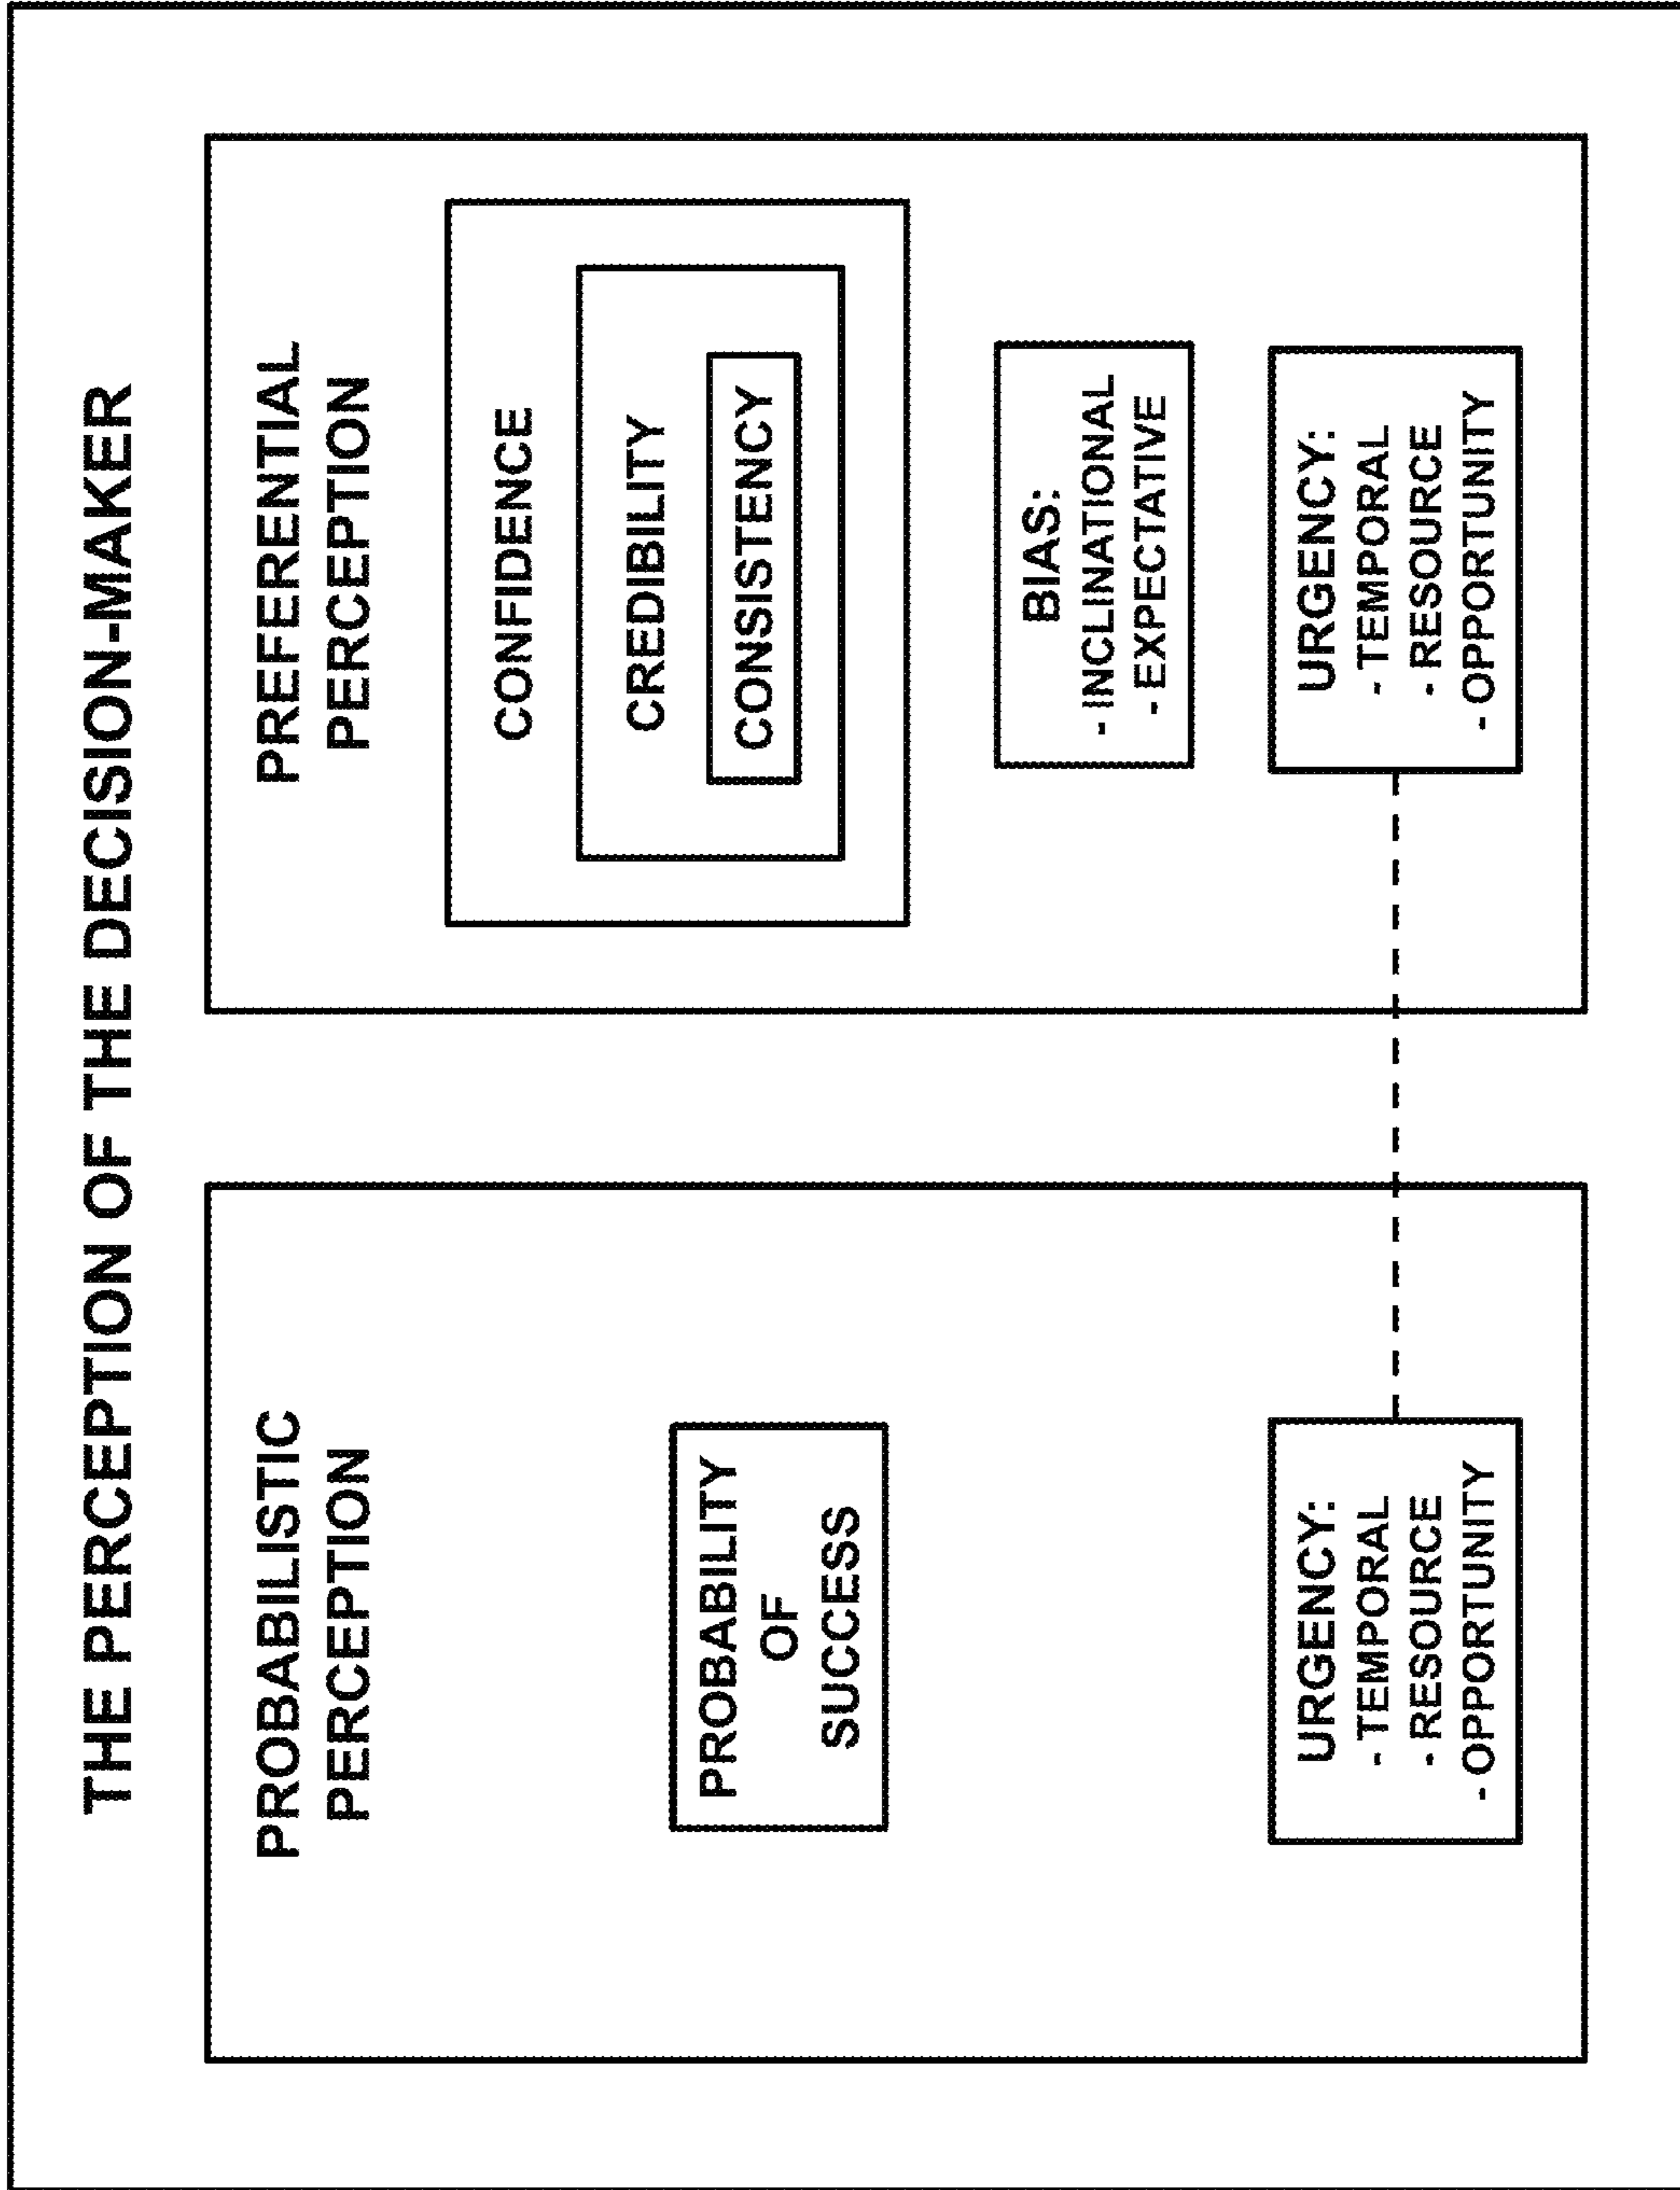 THE PERCEPTION OF THE DECISION-MAKER
PROBABILISTIC
PERCEPTION
PROBABILITY
OF
SUCCESS
URGENCY:
- TEMPORAL
- RESOURCE
- OPPORTUNITY
PREFERENTIAL
PERCEPTION
CONFIDENCE
CREDIBILITY
CONSISTENCY
BIAS:
- INCLINATIONAL
- EXPECTATIVE
URGENCY:
- TEMPORAL
- RESOURCE
- OPPORTUNITY